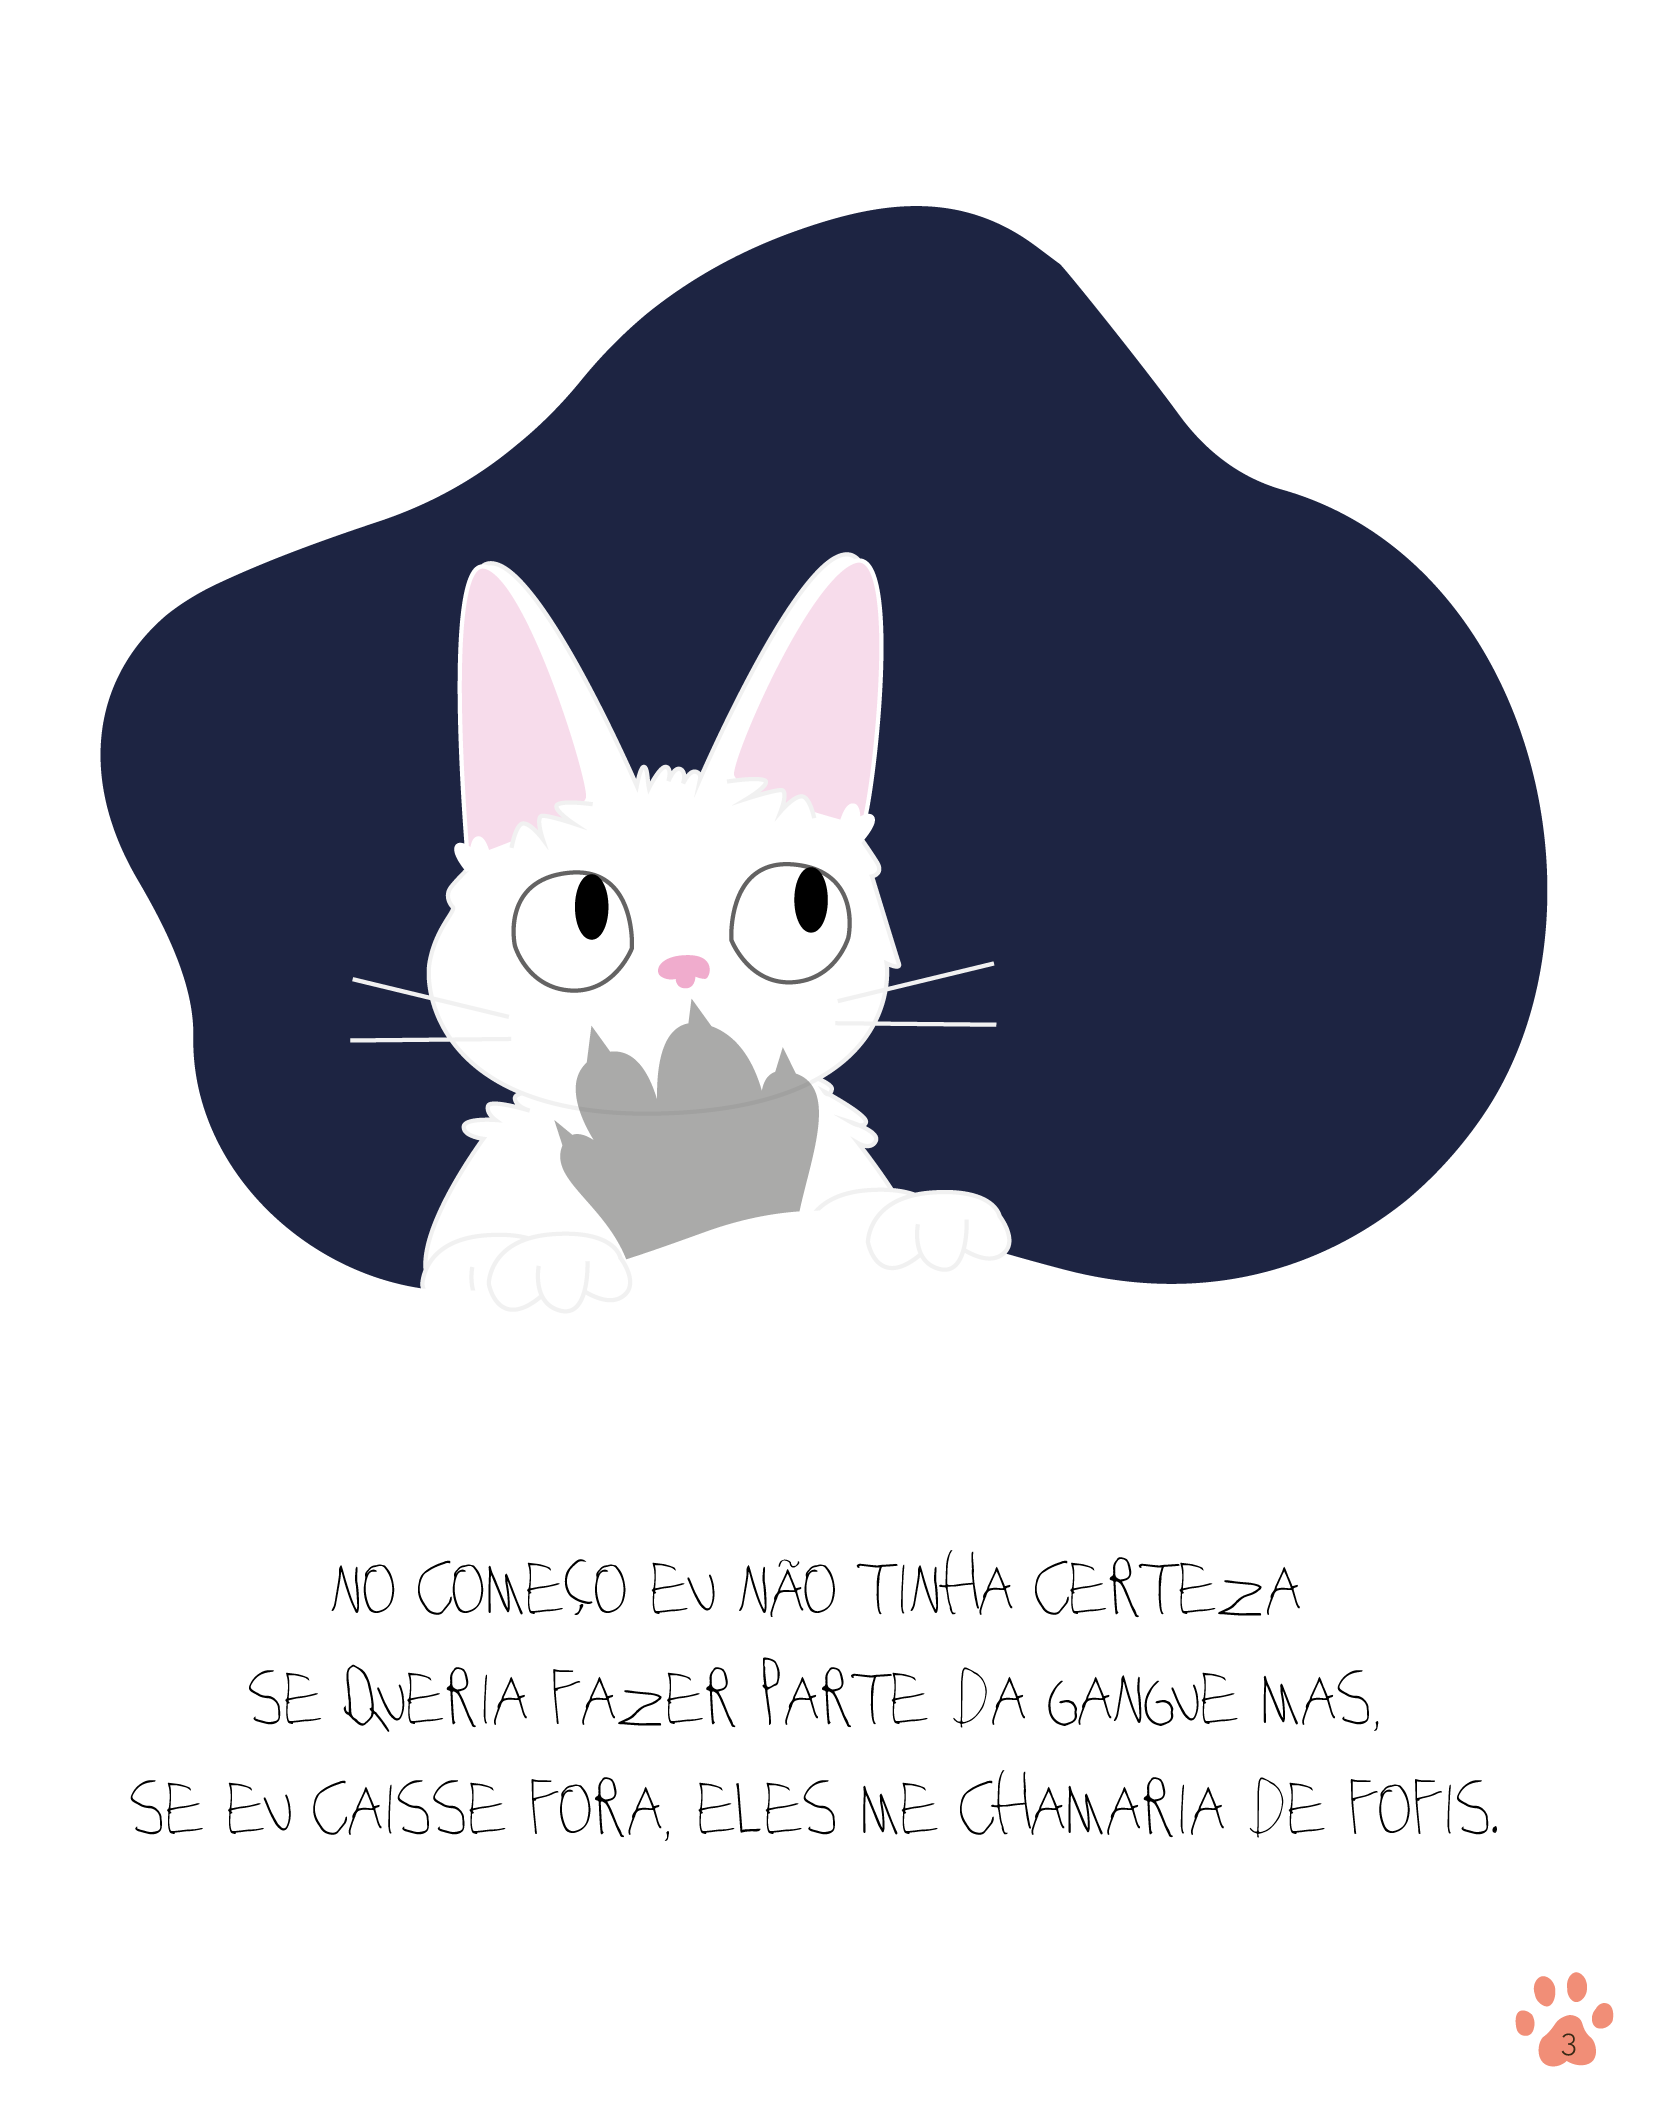 NO COMEÇO EU NÃO TINHA CERTEZA
SE QUERIA FAZER PARTE DA GANGUE MAS,
SE EU CAISSE FORA, ELES ME CHAMARIA DE FOFIS.
3